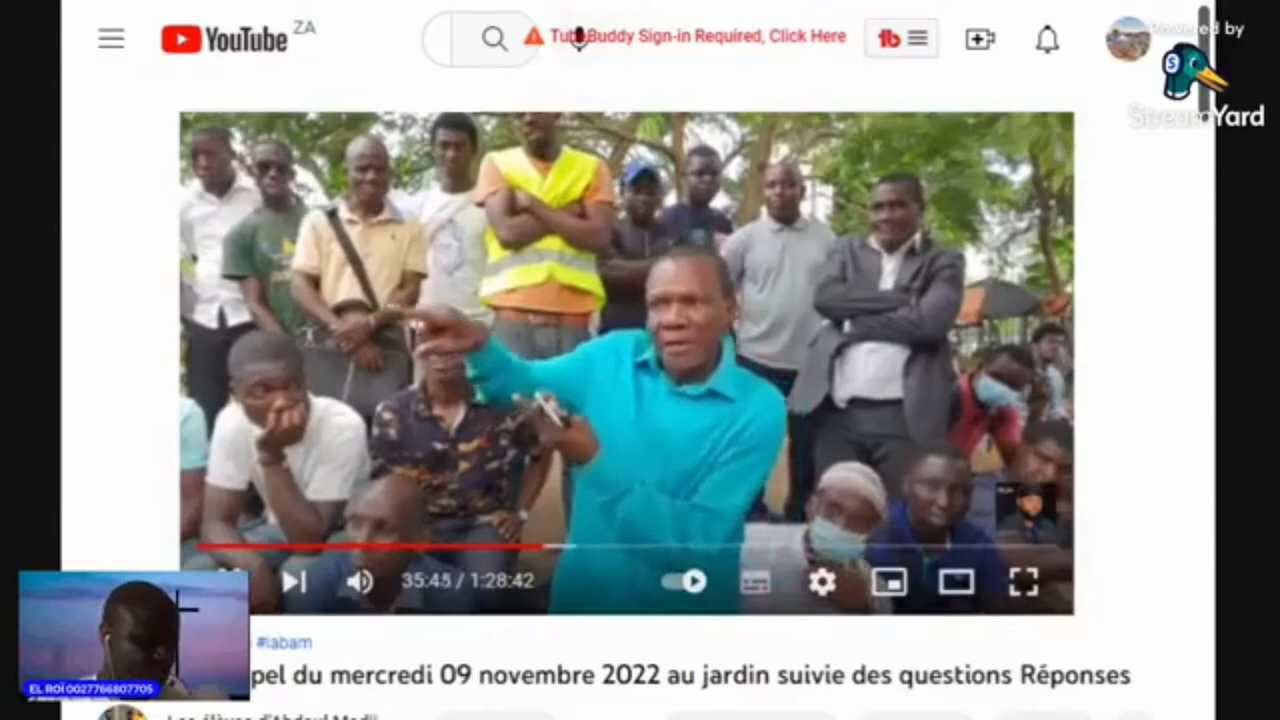 YouTube ZA
TubeBuddy Sign-in Required, Click Here
Powered by
StreamYard
35:45 / 1:28:42
#iabam
pel du mercredi 09 novembre 2022 au jardin suivie des questions Réponses
EL ROÏ 0027766807705